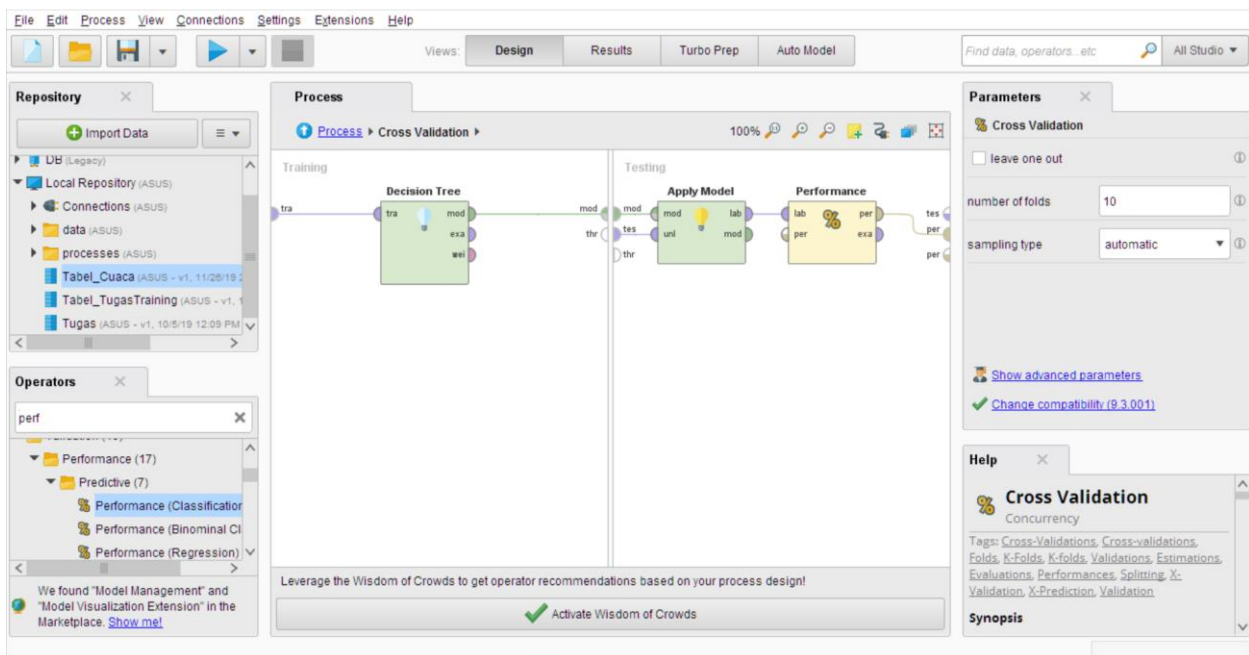 File Edit Process View Connections Settings Extensions Help
Views: Design Results Turbo Prep Auto Model
Find data, operators...etc
All Studio
Repository
Import Data
DB (Legacy)
Local Repository (ASUS)
Connections (ASUS)
data (ASUS)
processes (ASUS)
Tabel_Cuaca (ASUS - v1, 11/26/19
Tabel_TugasTraining (ASUS - v1,
Tugas (ASUS - v1, 10/5/19 12:09 PM
Operators
perf
Performance (17)
Predictive (7)
Performance (Classification
Performance (Binominal Cl
Performance (Regression)
We found "Model Management" and
"Model Visualization Extension" in the
Marketplace. Show me!
Process
Process Cross Validation
100%
Training
Decision Tree
tra
tra
mod
exa
wei
mod
thr
Testing
Apply Model
Performance
mod
tes
thr
mod
unl
lab
mod
lab
per
per
exa
tes
per
per
Leverage the Wisdom of Crowds to get operator recommendations based on your process design!
Activate Wisdom of Crowds
Parameters
Cross Validation
leave one out
number of folds 10
sampling type automatic
Show advanced parameters
Change compatibility (9.3.001)
Help
Cross Validation
Concurrency
Tags: Cross-Validations, Cross-validations,
Folds, K-Folds, K-folds, Validations, Estimations,
Evaluations, Performances, Splitting, X-
Validation, X-Prediction, Validation
Synopsis